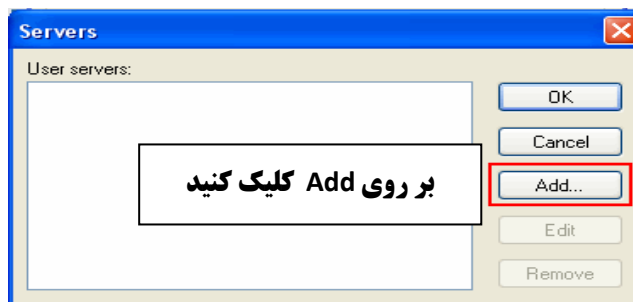 Servers
User servers:
OK
Cancel
بر روی Add کلیک کنید
Add...
Edit
Remove